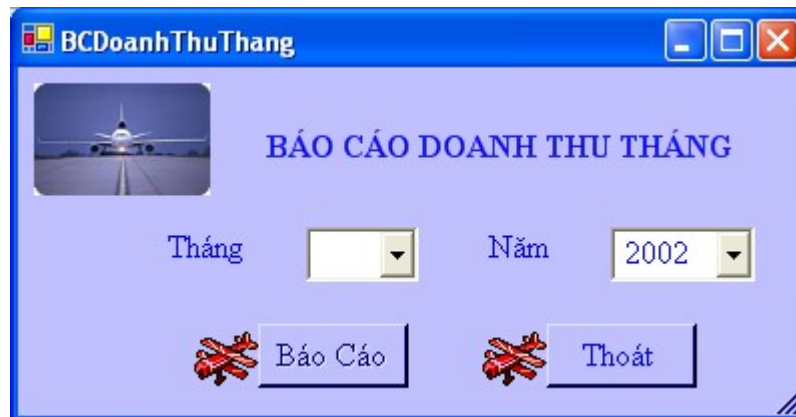 BCDoanhThuThang
BÁO CÁO DOANH THU THÁNG
Tháng Năm 2002
Báo Cáo Thoát